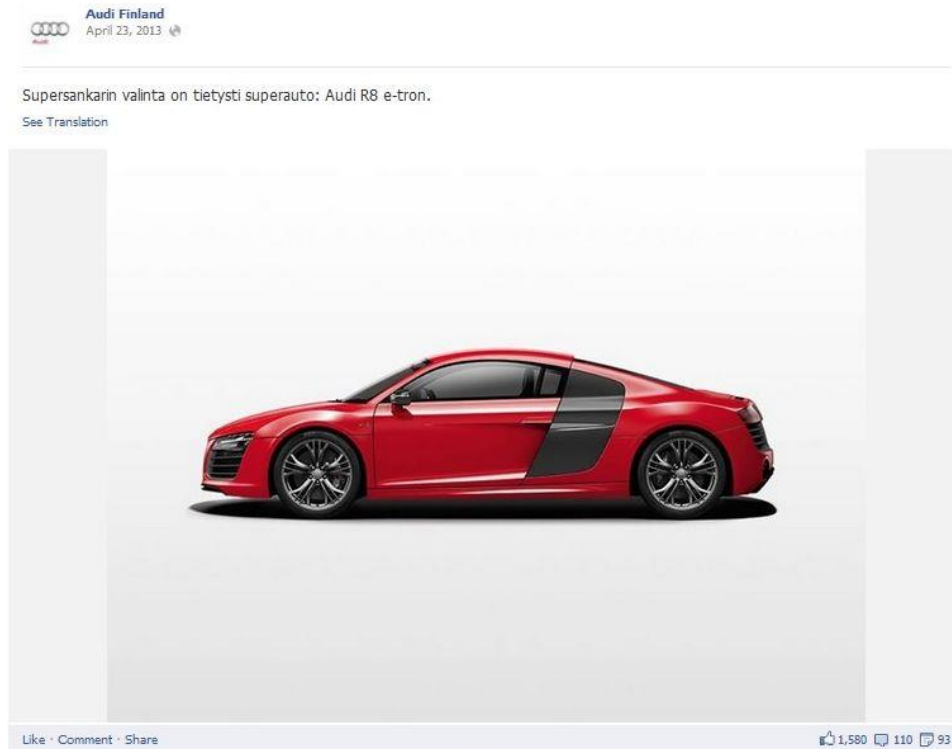 Audi Finland
April 23, 2013
Supersankarin valinta on tietysti superauto: Audi R8 e-tron.
See Translation
Like · Comment · Share
1,580 110 93